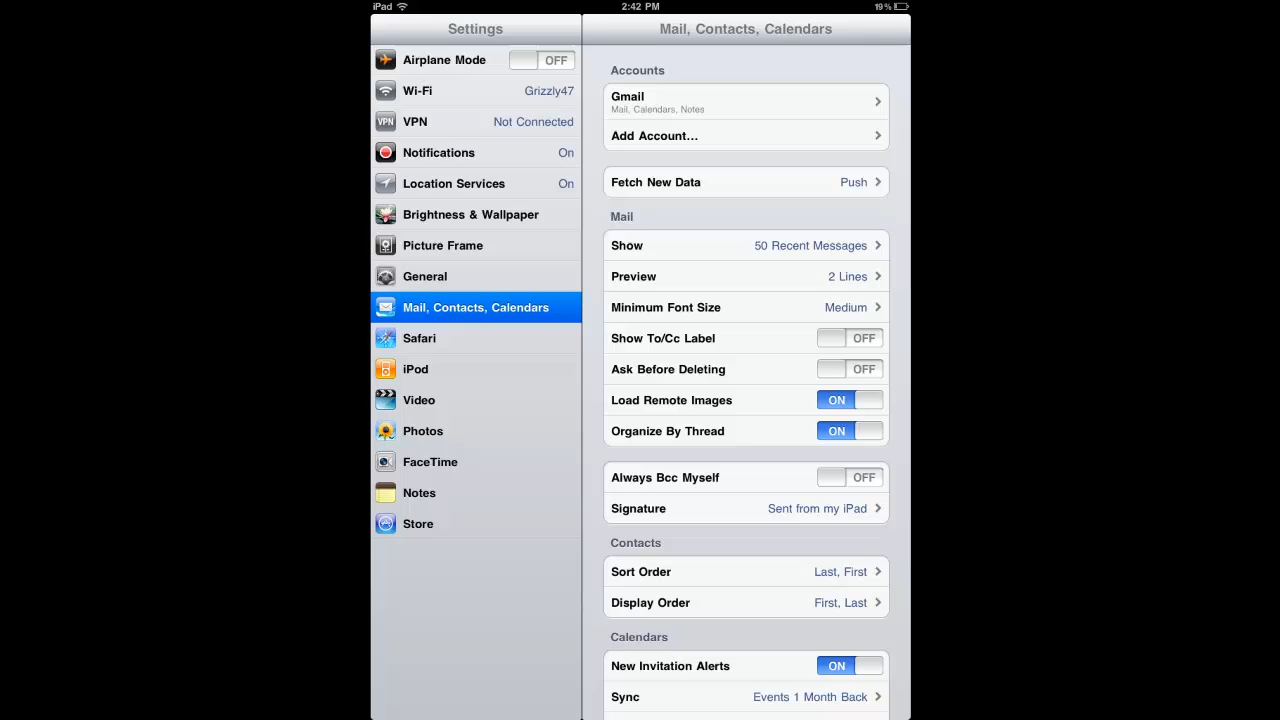 iPad 2:42 PM 19%
Settings
Airplane Mode OFF
Wi-Fi Grizzly47
VPN VPN Not Connected
Notifications On
Location Services On
Brightness & Wallpaper
Picture Frame
General
Mail, Contacts, Calendars
Safari
iPod
Video
Photos
FaceTime
Notes
Store
Mail, Contacts, Calendars
Accounts
Gmail
Mail, Calendars, Notes
Add Account...
Fetch New Data Push
Mail
Show 50 Recent Messages
Preview 2 Lines
Minimum Font Size Medium
Show To/Cc Label OFF
Ask Before Deleting OFF
Load Remote Images ON
Organize By Thread ON
Always Bcc Myself OFF
Signature Sent from my iPad
Contacts
Sort Order Last, First
Display Order First, Last
Calendars
New Invitation Alerts ON
Sync Events 1 Month Back